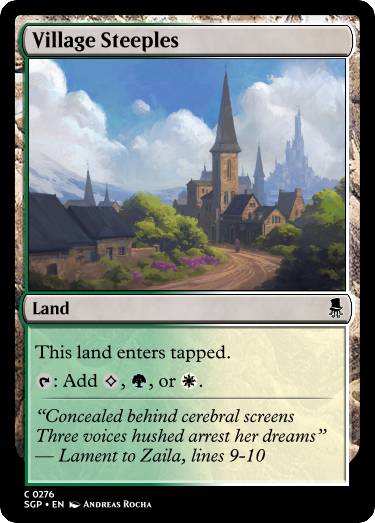 Village Steeples
Land
This land enters tapped.
: Add , , or .
“Concealed behind cerebral screens
Three voices hushed arrest her dreams”
— Lament to Zaila, lines 9-10
C 0276
SGP • EN Andreas Rocha